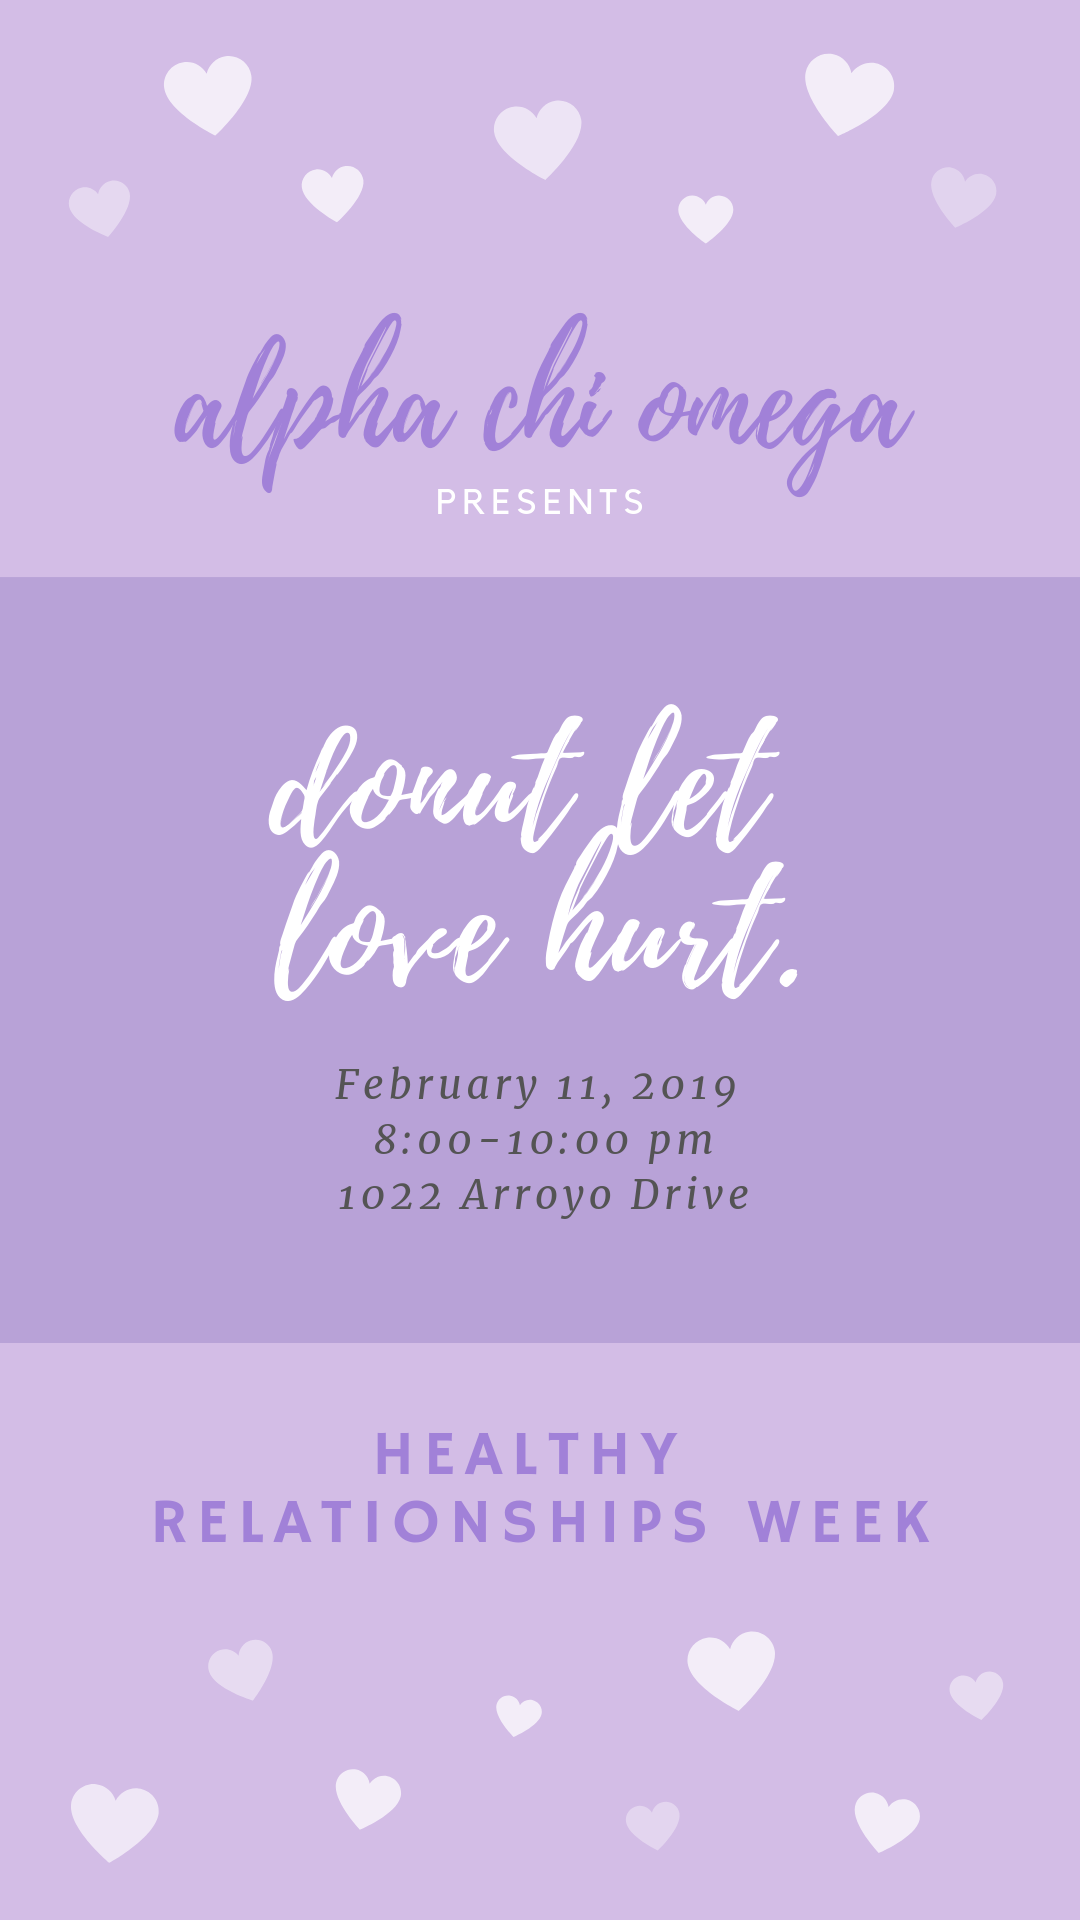 alpha chi omega
PRESENTS
donut let
love hurt.
February 11, 2019
8:00-10:00 pm
1022 Arroyo Drive
HEALTHY
RELATIONSHIPS WEEK